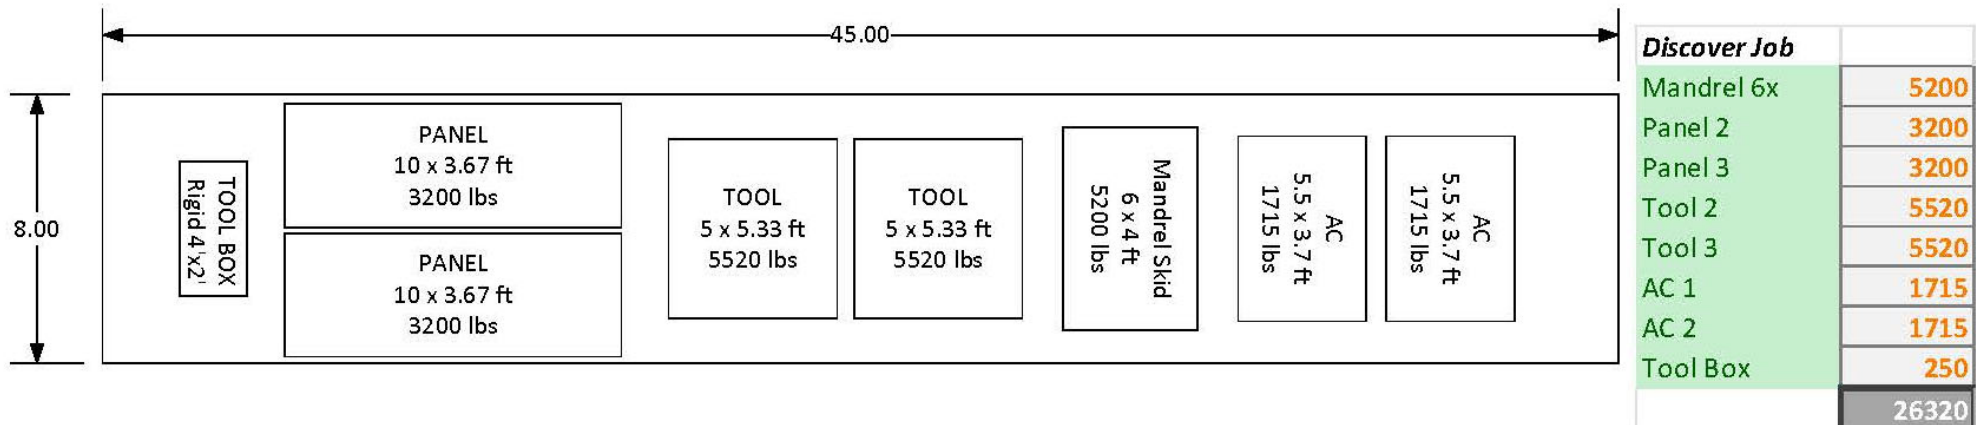 45.00
8.00
TOOL BOX
Rigid 4'x2'
PANEL
10 x 3.67 ft
3200 lbs
PANEL
10 x 3.67 ft
3200 lbs
TOOL
5 x 5.33 ft
5520 lbs
TOOL
5 x 5.33 ft
5520 lbs
Mandrel Skid
6 x 4 ft
5200 lbs
AC
5.5 x 3.7 ft
1715 lbs
AC
5.5 x 3.7 ft
1715 lbs
Discover Job
Mandrel 6x 5200
Panel 2 3200
Panel 3 3200
Tool 2 5520
Tool 3 5520
AC 1 1715
AC 2 1715
Tool Box 250
26320